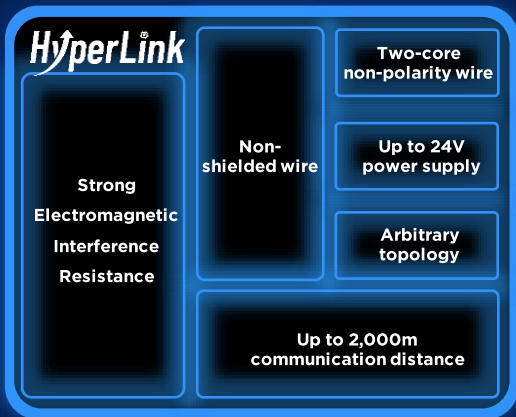 HyperLink
Strong
Electromagnetic
Interference
Resistance
Non-
shielded wire
Two-core
non-polarity wire
Up to 24V
power supply
Arbitrary
topology
Up to 2,000m
communication distance